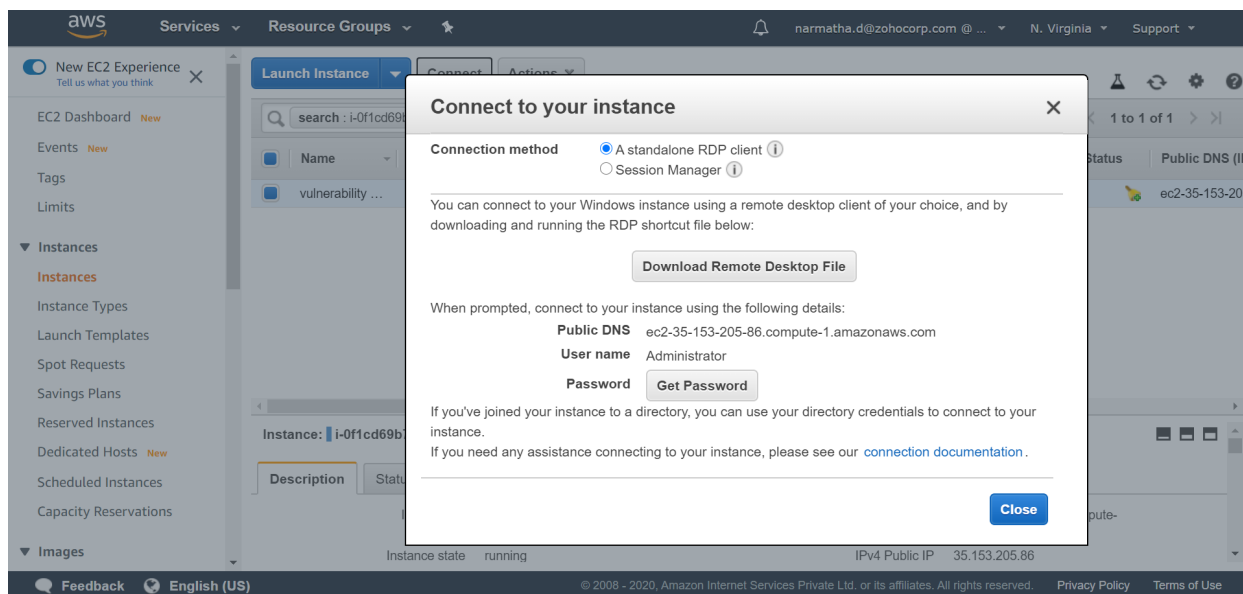 aws
Services
Resource Groups
narmatha.d@zohocorp.com @ ...
N. Virginia
Support
New EC2 Experience
Tell us what you think
EC2 Dashboard New
Events New
Tags
Limits
Instances
Instances
Instance Types
Launch Templates
Spot Requests
Savings Plans
Reserved Instances
Dedicated Hosts New
Scheduled Instances
Capacity Reservations
Images
Launch Instance
Connect
Actions
search : i-0f1cd69b
1 to 1 of 1
Name
Status
Public DNS (I
vulnerability ...
ec2-35-153-20
Connect to your instance
Connection method
A standalone RDP client
Session Manager
You can connect to your Windows instance using a remote desktop client of your choice, and by
downloading and running the RDP shortcut file below:
Download Remote Desktop File
When prompted, connect to your instance using the following details:
Public DNS ec2-35-153-205-86.compute-1.amazonaws.com
User name Administrator
Password Get Password
If you've joined your instance to a directory, you can use your directory credentials to connect to your
instance.
If you need any assistance connecting to your instance, please see our connection documentation.
Close
Instance: i-0f1cd69b
Description
Statu
pute-
Instance state running
IPv4 Public IP 35.153.205.86
Feedback
English (US)
© 2008 - 2020, Amazon Internet Services Private Ltd. or its affiliates. All rights reserved.
Privacy Policy
Terms of Use